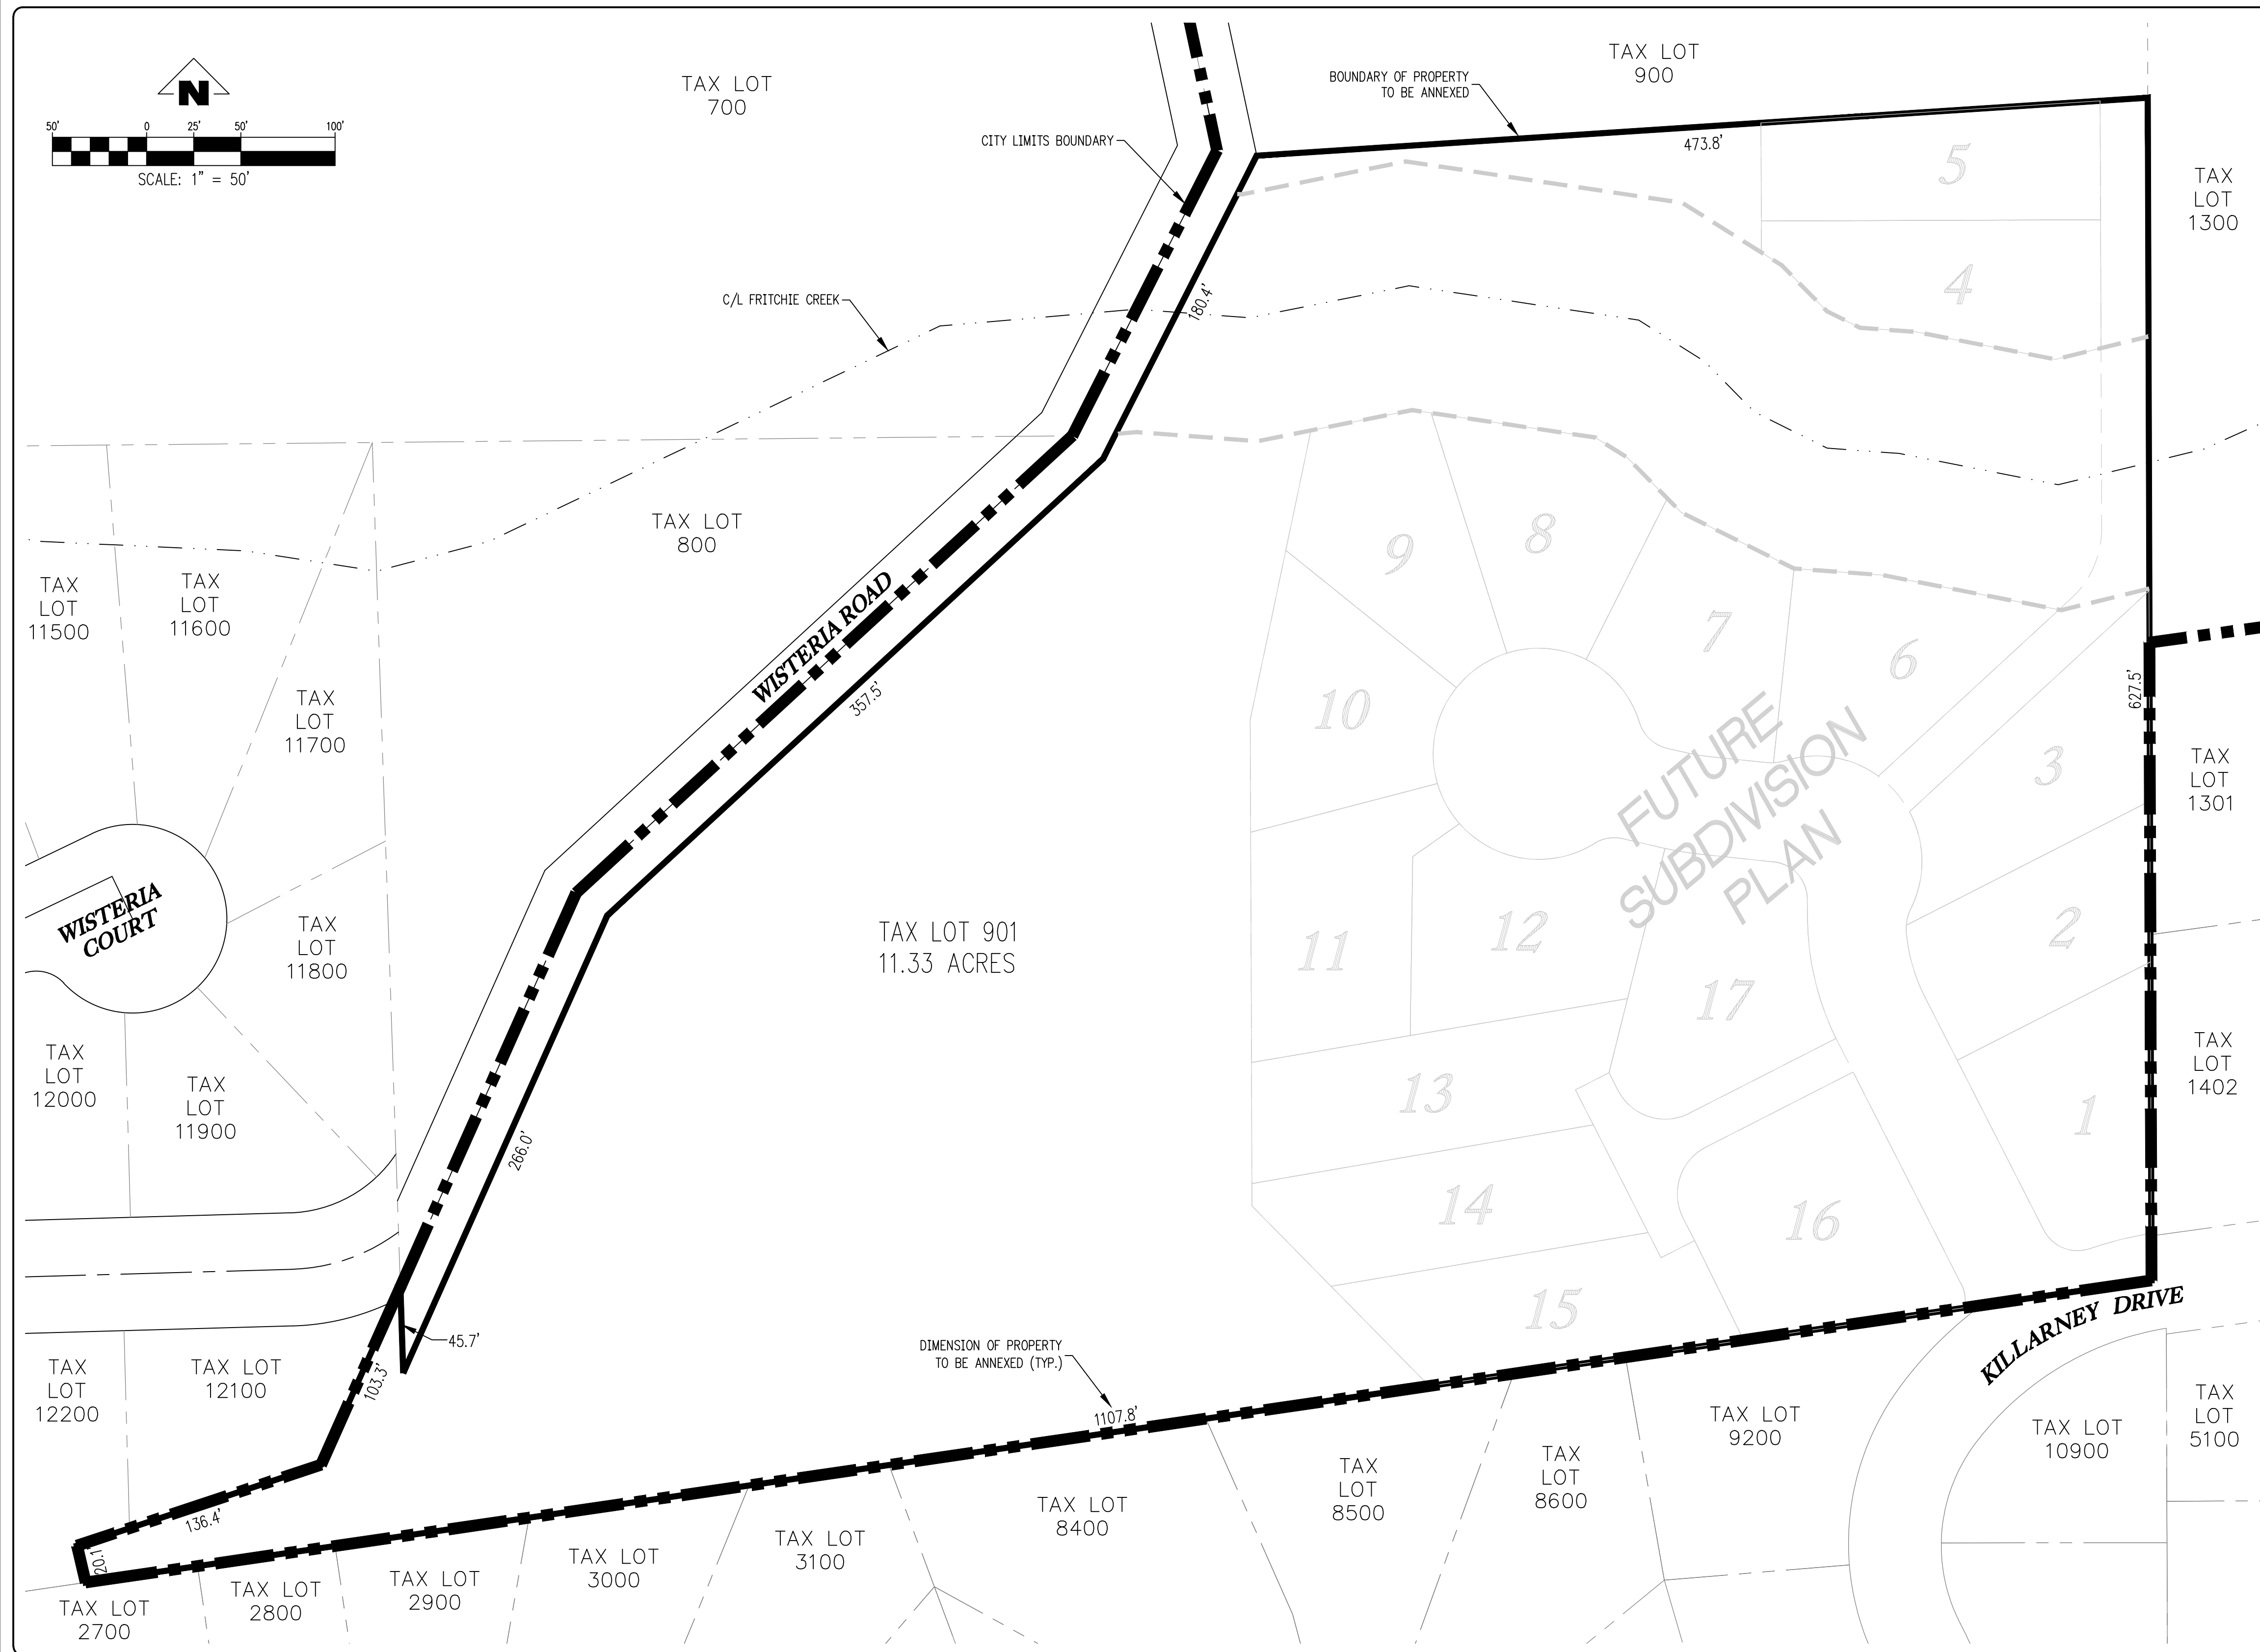 TAX LOT
900
BOUNDARY OF PROPERTY
TO BE ANNEXED
TAX LOT
700
N
50'
0
25'
50'
100'
SCALE: 1" = 50'
CITY LIMITS BOUNDARY
473.8'
5
TAX
LOT
1300
4
C/L FRITCHIE CREEK
180.4'
TAX LOT
800
9
8
TAX
LOT
11500
TAX
LOT
11600
WISTERIA ROAD
7
6
TAX
LOT
11700
357.5'
10
627.5'
FUTURE
SUBDIVISION
PLAN
3
TAX
LOT
1301
WISTERIA
COURT
TAX
LOT
11800
TAX LOT 901
11.33 ACRES
11
12
2
17
TAX
LOT
12000
TAX
LOT
11900
266.0'
13
1
TAX
LOT
1402
14
16
15
KILLARNEY DRIVE
45.7'
DIMENSION OF PROPERTY
TO BE ANNEXED (TYP.)
TAX
LOT
12200
TAX LOT
12100
103.3'
1107.8'
TAX LOT
9200
TAX LOT
10900
TAX
LOT
5100
TAX
LOT
8500
TAX
LOT
8600
136.4'
20.1'
TAX LOT
8400
TAX LOT
3100
TAX LOT
3000
TAX LOT
2900
TAX LOT
2800
TAX LOT
2700